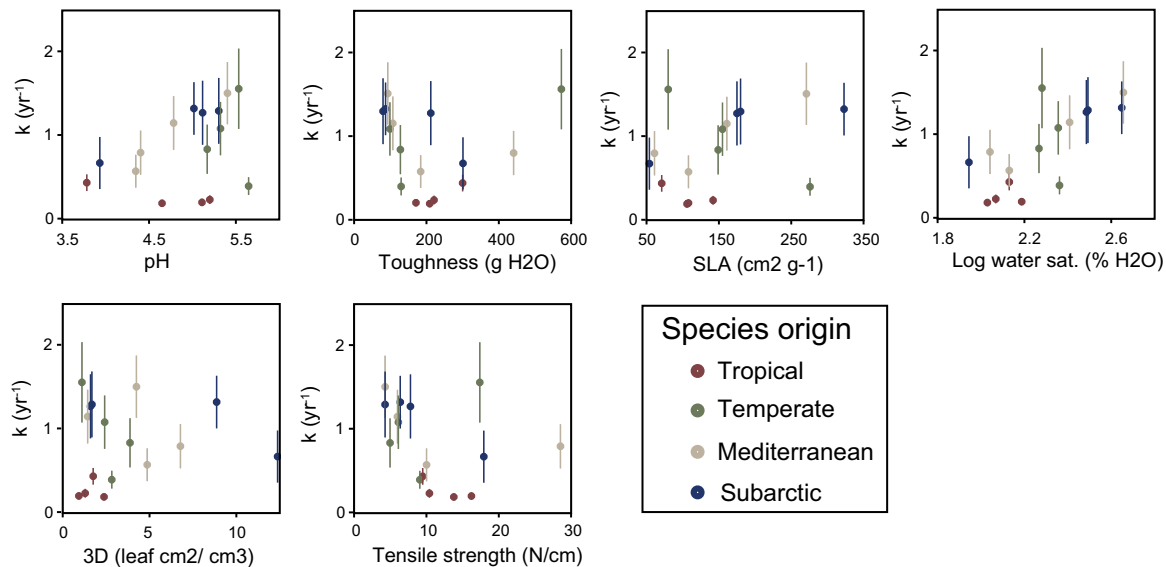 2
1
0
k (yr-1)
3.5 4.5 5.5
pH
2
1
0
k (yr-1)
0 200 400 600
Toughness (g H2O)
2
1
0
k (yr-1)
50 150 250 350
SLA (cm2 g-1)
2
1
0
k (yr-1)
1.8 2.2 2.6
Log water sat. (% H2O)
2
1
0
k (yr-1)
0 5 10
3D (leaf cm2/ cm3)
2
1
0
k (yr-1)
0 10 20 30
Tensile strength (N/cm)
Species origin
Tropical
Temperate
Mediterranean
Subarctic